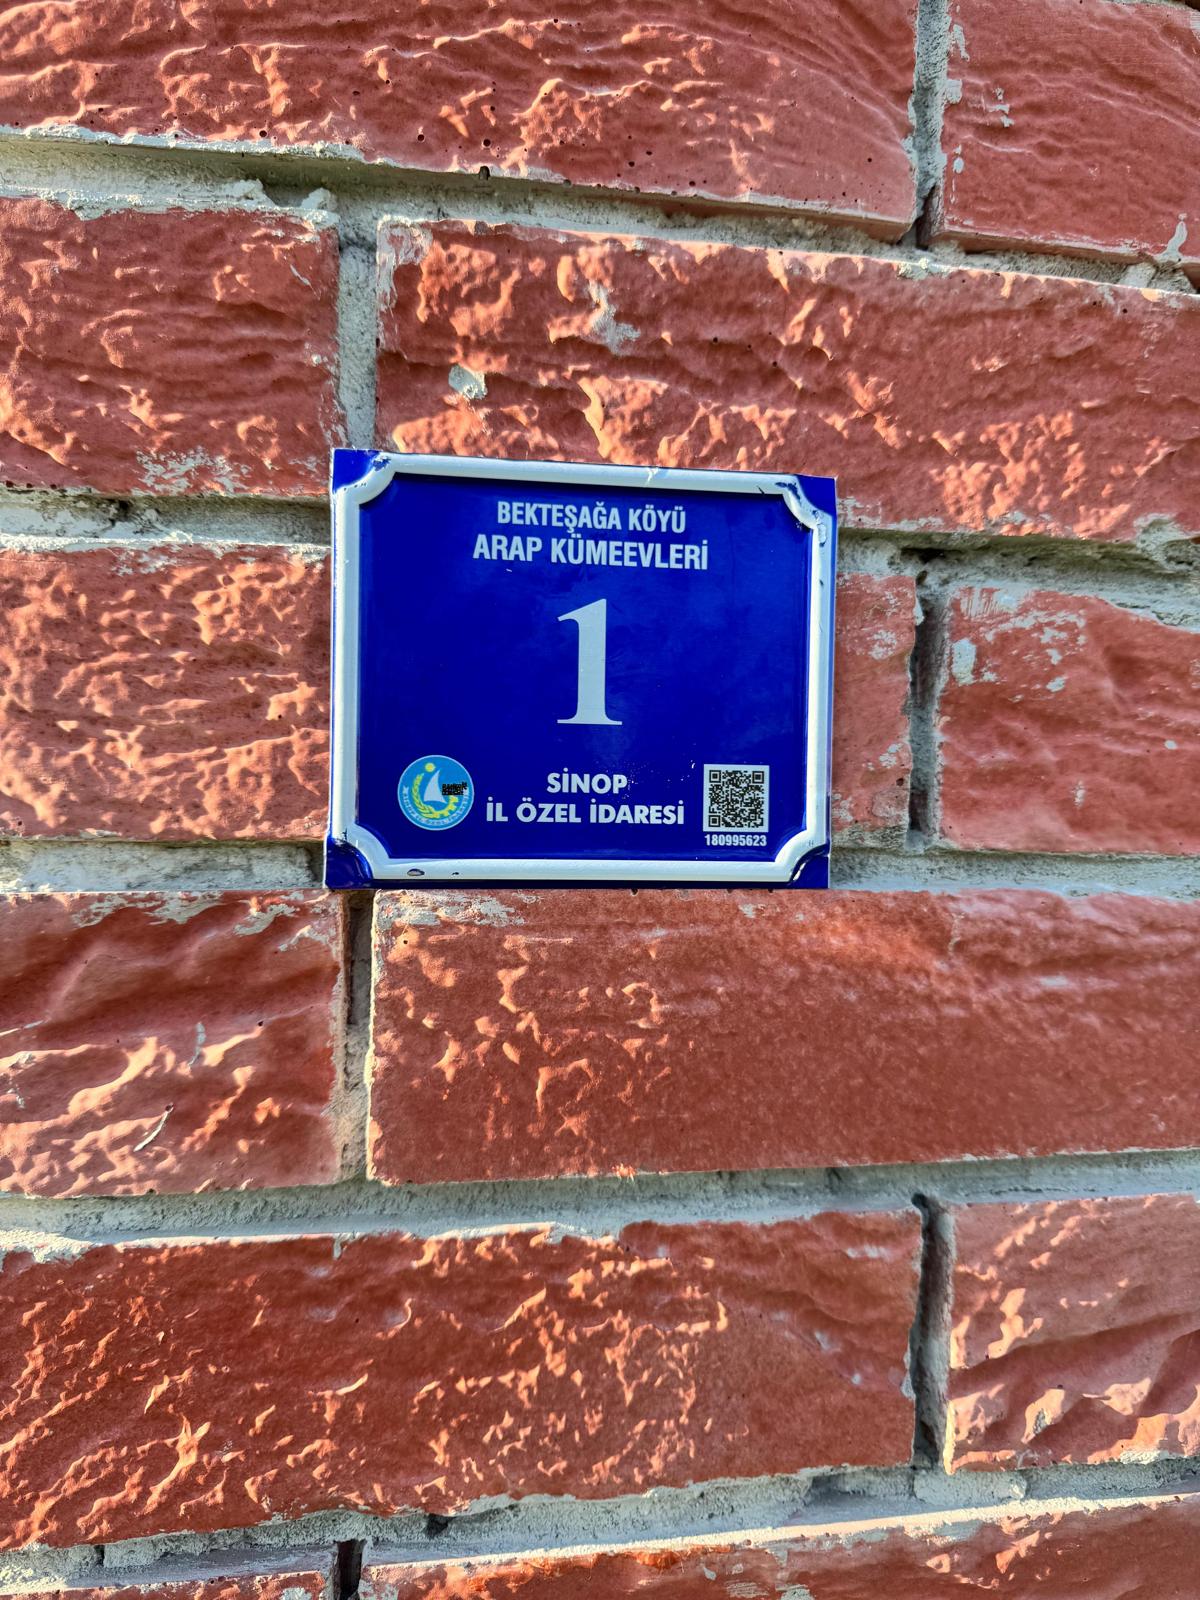 BEKTEŞAĞA KÖYÜ
ARAP KÜMEEVLERİ
1
SİNOP
İL ÖZEL İDARESİ
180995623